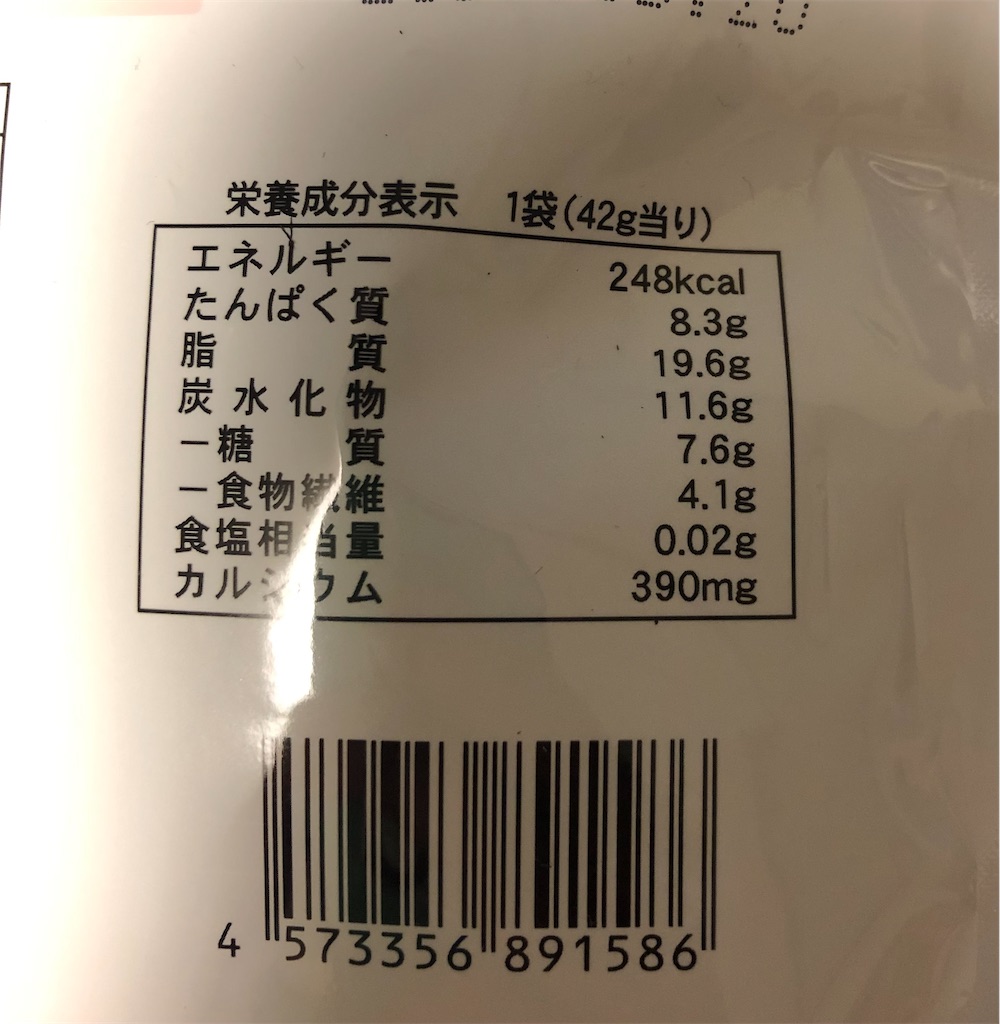 栄養成分表示 1袋(42g当り)
エネルギー 248kcal
たんぱく質 8.3g
脂質 19.6g
炭水化物 11.6g
ー糖質 7.6g
ー食物繊維 4.1g
食塩相当量 0.02g
カルシウム 390mg
4 573356 891586